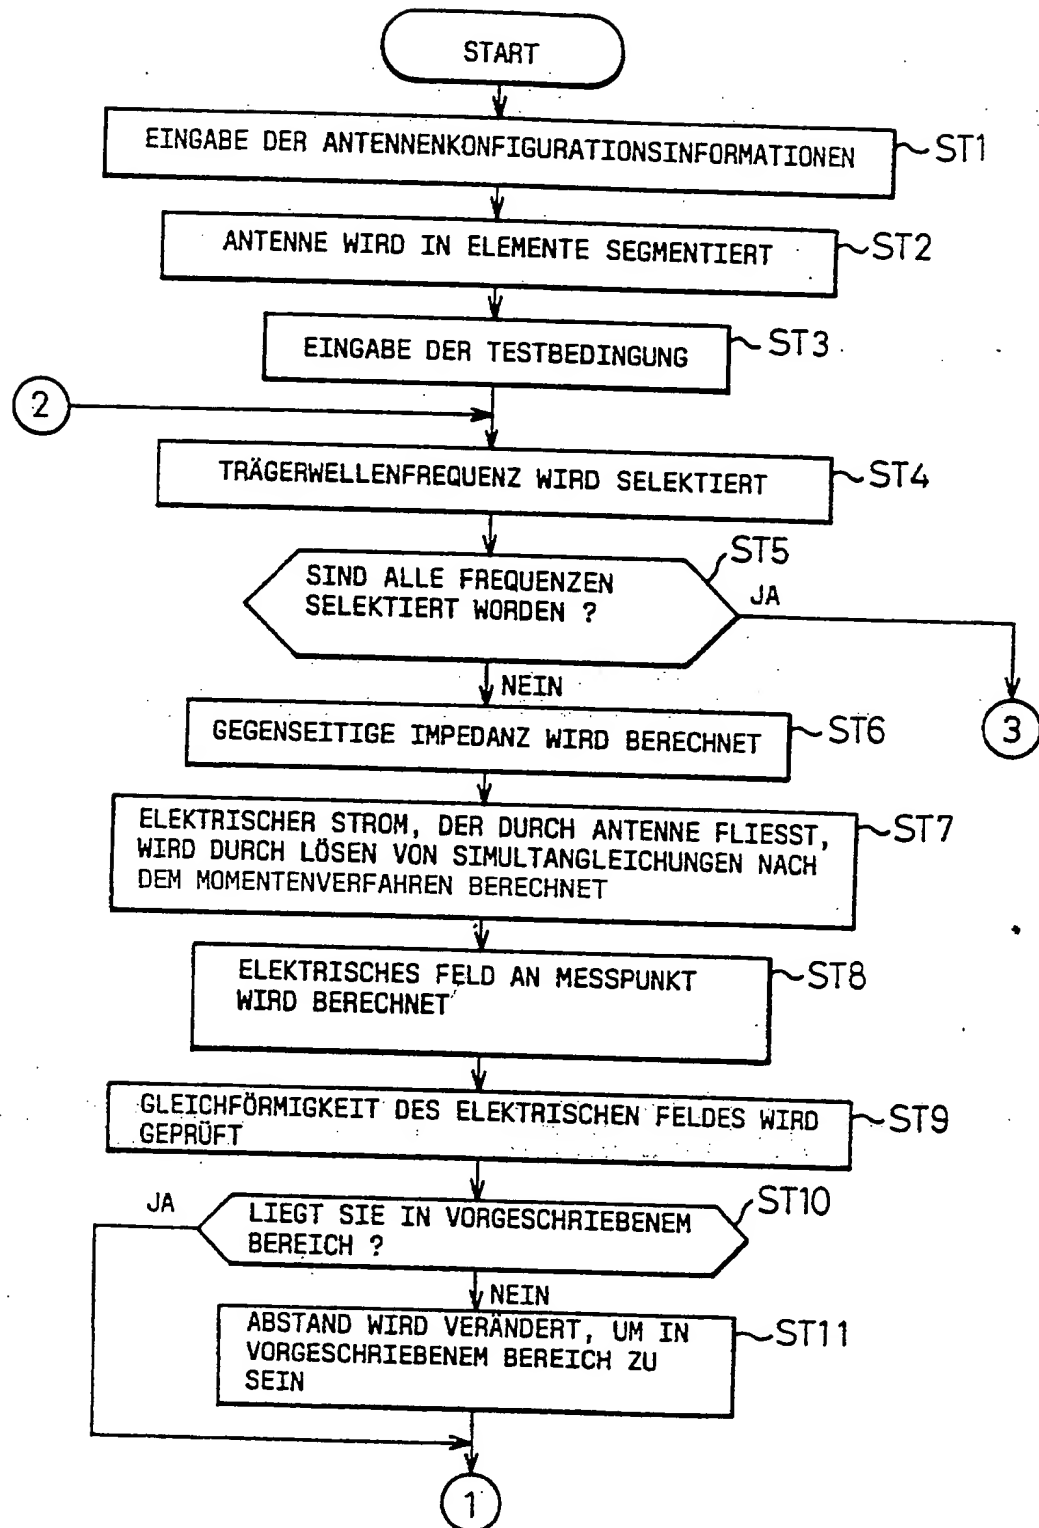 START
EINGABE DER ANTENNENKONFIGURATIONSINFORMATIONEN
ST1
ANTENNE WIRD IN ELEMENTE SEGMENTIERT
ST2
EINGABE DER TESTBEDINGUNG
ST3
2
TRÄGERWELLENFREQUENZ WIRD SELEKTIERT
ST4
SIND ALLE FREQUENZEN
SELEKTIERT WORDEN ?
ST5
JA
3
NEIN
GEGENSEITIGE IMPEDANZ WIRD BERECHNET
ST6
ELEKTRISCHER STROM, DER DURCH ANTENNE FLIESST,
WIRD DURCH LÖSEN VON SIMULTANGLEICHUNGEN NACH
DEM MOMENTENVERFAHREN BERECHNET
ST7
ELEKTRISCHES FELD AN MESSPUNKT
WIRD BERECHNET
ST8
GLEICHFÖRMIGKEIT DES ELEKTRISCHEN FELDES WIRD
GEPRÜFT
ST9
JA
LIEGT SIE IN VORGESCHRIEBENEM
BEREICH ?
ST10
NEIN
ABSTAND WIRD VERÄNDERT, UM IN
VORGESCHRIEBENEM BEREICH ZU
SEIN
ST11
1